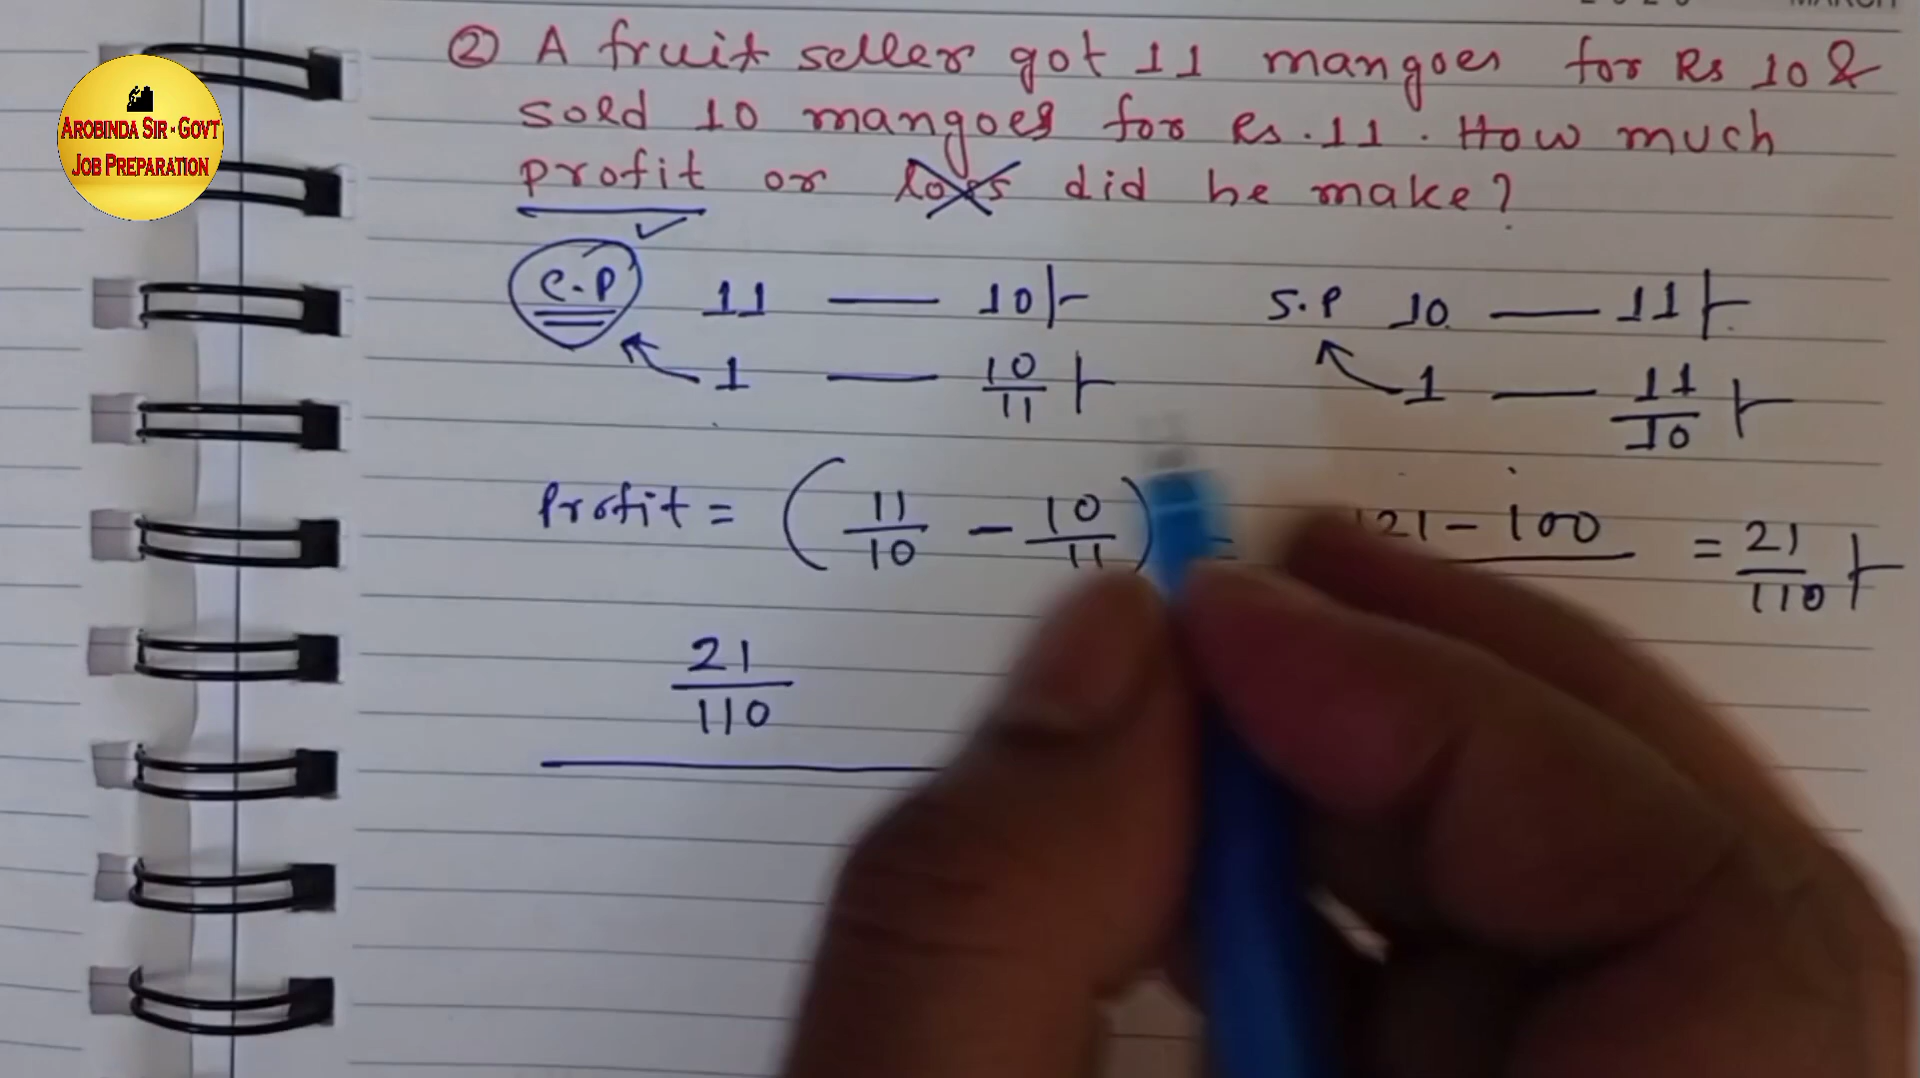 AROBINDA SIR - GOVT
JOB PREPARATION
② A fruit seller got 11 mangoes for Rs 10 &
sold 10 mangoes for Rs. 11. How much
profit or loss did he make?
C.P 11 — 10/-
S.P 10 — 11/-
1 — 10/11 /-
1 — 11/10 /-
Profit = (11/10 - 10/11) = 121 - 100 = 21/110 /-
21/110